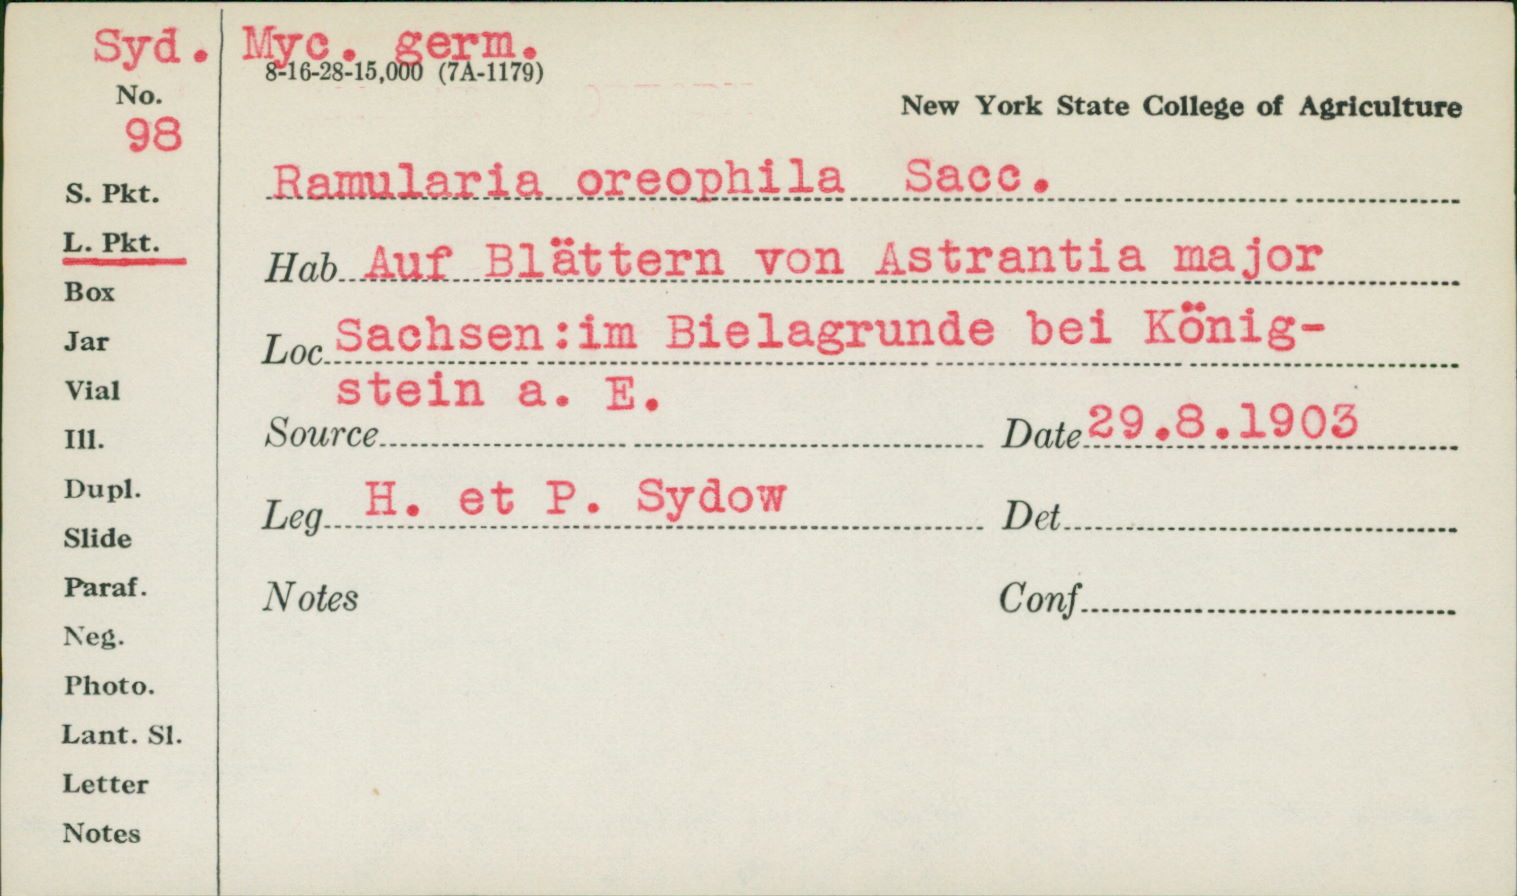 Syd. Myc. germ.
8-16-28-15,000 (7A-1179)
No.
98
New York State College of Agriculture
Ramularia oreophila Sacc.
S. Pkt.
L. Pkt.
Hab Auf Blättern von Astrantia major
Box
Jar
Loc Sachsen:im Bielagrunde bei König-
stein a. E.
Vial
Ill.
Source
Date 29.8.1903
Dupl.
Leg H. et P. Sydow
Det
Slide
Paraf.
Notes
Conf
Neg.
Photo.
Lant. Sl.
Letter
Notes